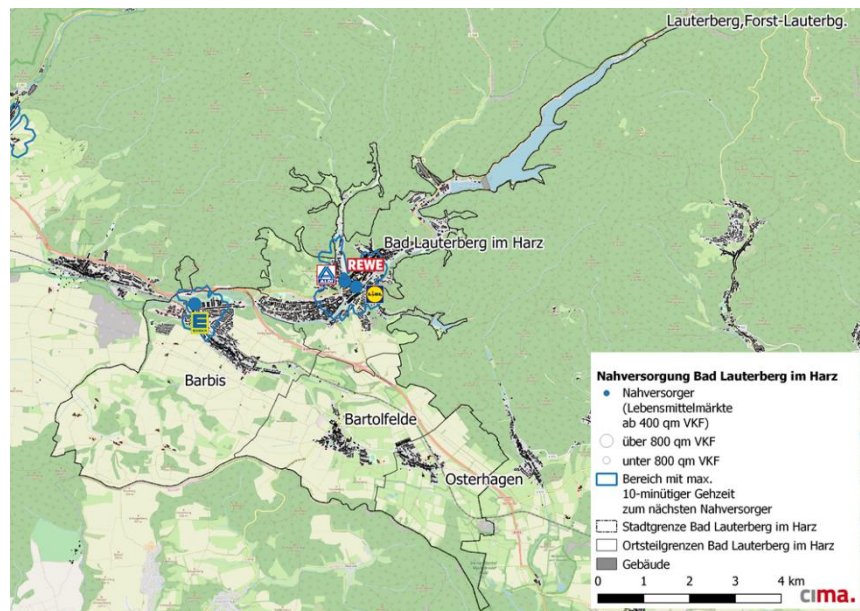 Lauterberg,Forst-Lauterbg.
Bad Lauterberg im Harz
REWE
E
Barbis
Bartolfelde
Osterhagen
Nahversorgung Bad Lauterberg im Harz
Nahversorger
(Lebensmittelmärkte
ab 400 qm VKF)
über 800 qm VKF
unter 800 qm VKF
Bereich mit max.
10-minütiger Gehzeit
zum nächsten Nahversorger
Stadtgrenze Bad Lauterberg im Harz
Ortsteilgrenzen Bad Lauterberg im Harz
Gebäude
0 1 2 3 4 km
cima.